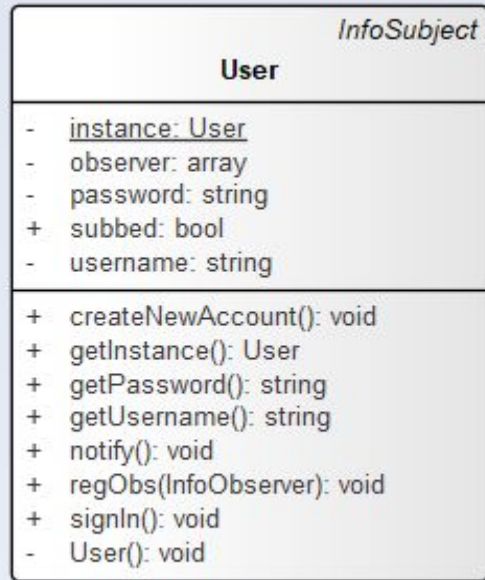 InfoSubject
User
- instance: User
- observer: array
- password: string
+ subbed: bool
- username: string
+ createNewAccount(): void
+ getInstance(): User
+ getPassword(): string
+ getUsername(): string
+ notify(): void
+ regObs(InfoObserver): void
+ signIn(): void
- User(): void